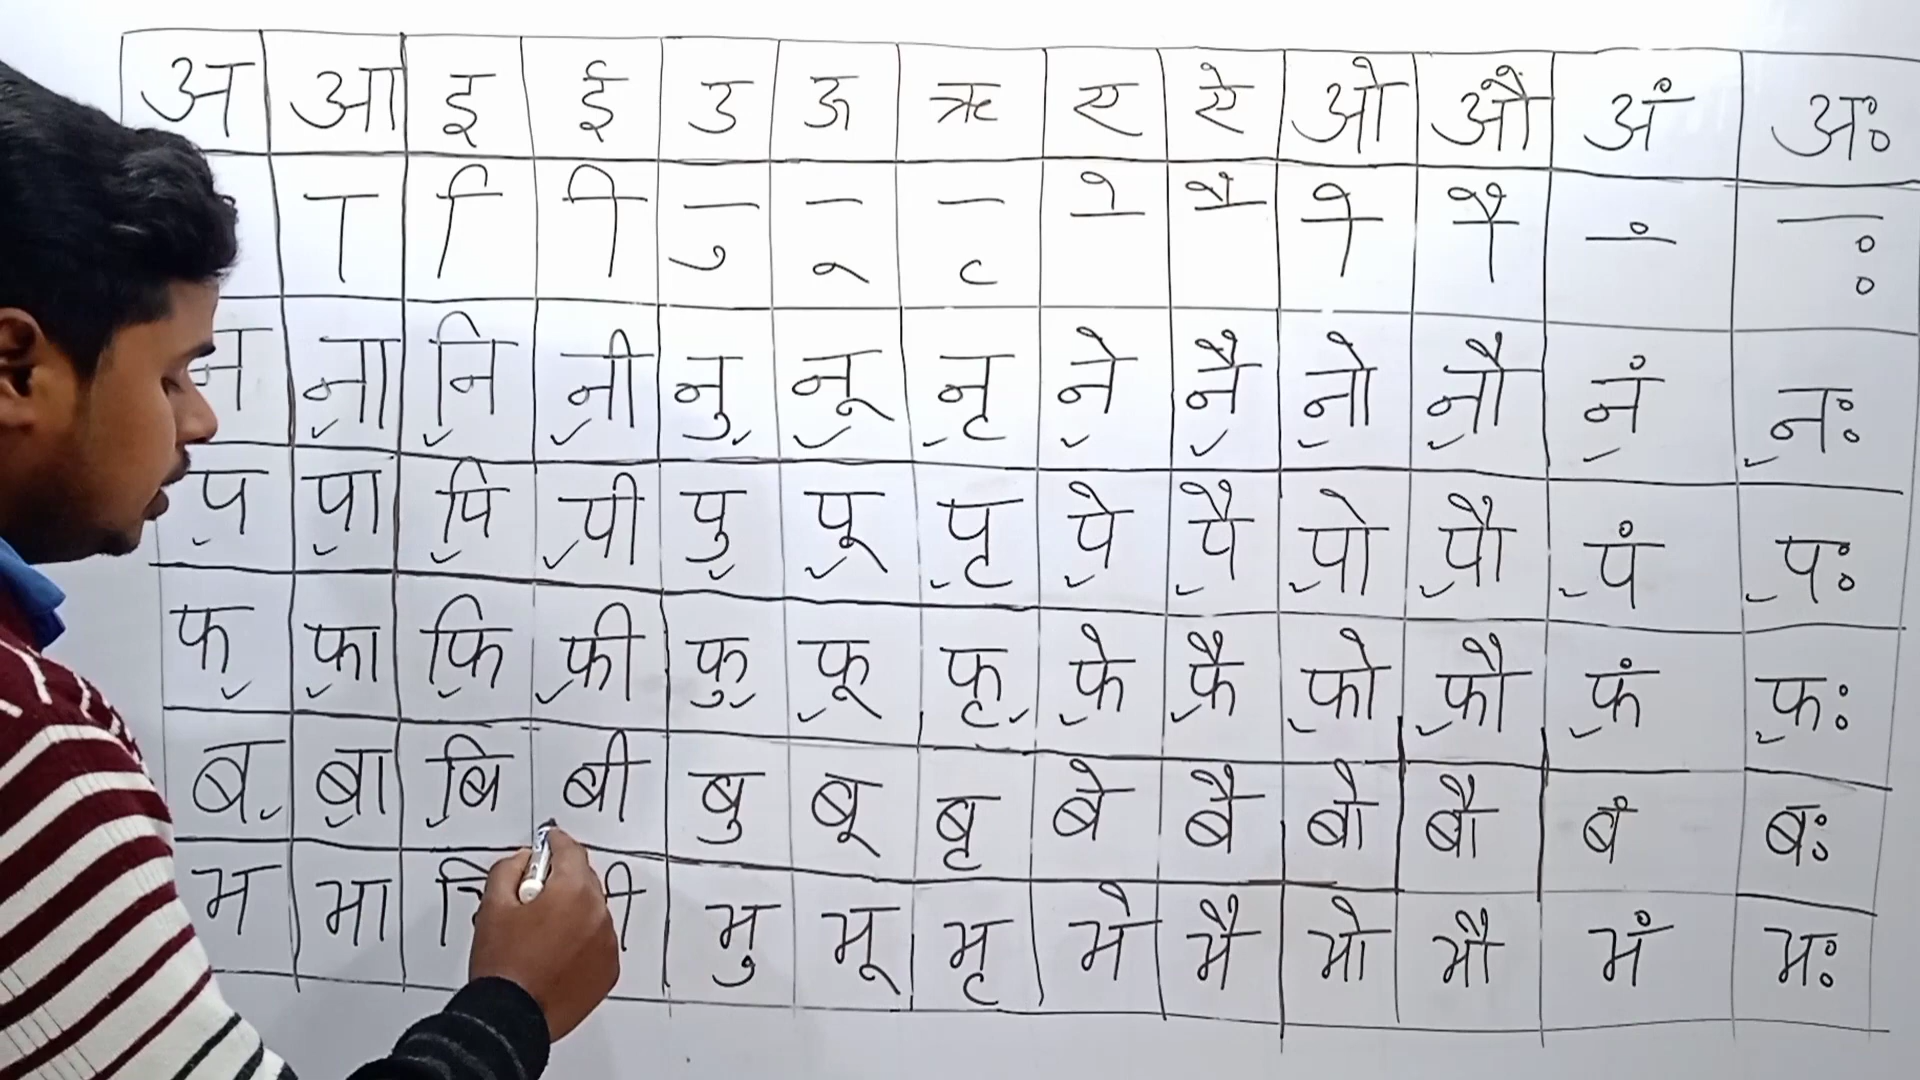 अ आ इ ई उ ऊ ऋ ए ऐ ओ औ अं अः
ा ि ी ु ू ृ े ै ो ौ ं ः
न ना नि नी नु नू नृ ने नै नो नौ नं नः
प पा पि पी पु पू पृ पे पै पो पौ पं पः
फ फा फि फी फु फू फृ फे फै फो फौ फं फः
ब बा बि बी बु बू बृ बे बै बो बौ बं बः
म मा मु मू मृ मे मै मो मौ मं मः